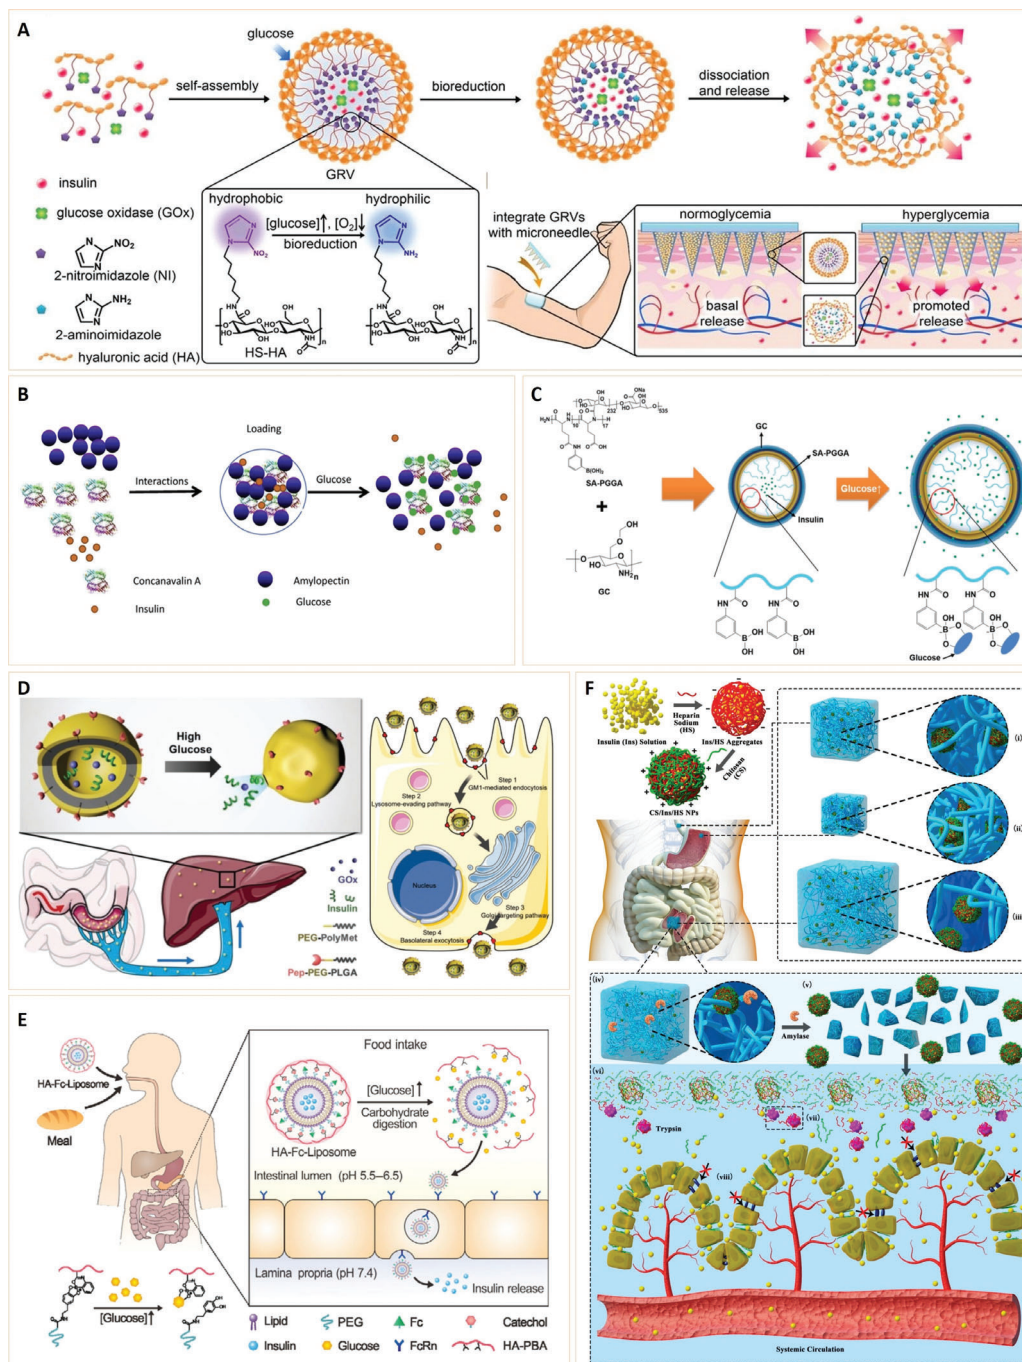 A
glucose
self-assembly
bioreduction
dissociation
and release
GRV
insulin
glucose oxidase (GOx)
NO₂
2-nitroimidazole (NI)
NH₂
2-aminoimidazole
hyaluronic acid (HA)
hydrophobic
hydrophilic
[glucose]↑, [O₂]↓
bioreduction
NO₂
NH₂
HS-HA
integrate GRVs
with microneedle
normoglycemia
hyperglycemia
basal
release
promoted
release
B
Loading
Interactions
Glucose
Concanavalin A
Amylopectin
Insulin
Glucose
C
SA-PGGA
+
GC
GC
SA-PGGA
Insulin
Glucose↑
Glucose
D
High
Glucose
GOx
Insulin
PEG-PolyMet
Pep-PEG-PLGA
Step 1
GM1-mediated endocytosis
Step 2
Lysosome-evading pathway
Nucleus
Step 3
Golgi-targeting pathway
Step 4
Basolateral exocytosis
E
HA-Fc-Liposome
Meal
[Glucose]↑
Food intake
[Glucose]↑
Carbohydrate
digestion
HA-Fc-Liposome
Intestinal lumen (pH 5.5–6.5)
Lamina propria (pH 7.4)
Insulin release
Lipid
PEG
Fc
Catechol
Insulin
Glucose
FcRn
HA-PBA
F
Heparin
Sodium
(HS)
Insulin (Ins) Solution
Ins/HS Aggregates
Chitosan
(CS)
CS/Ins/HS NPs
(i)
(ii)
(iii)
(iv)
(v)
Amylase
(vi)
Trypsin
(vii)
(viii)
Systemic Circulation